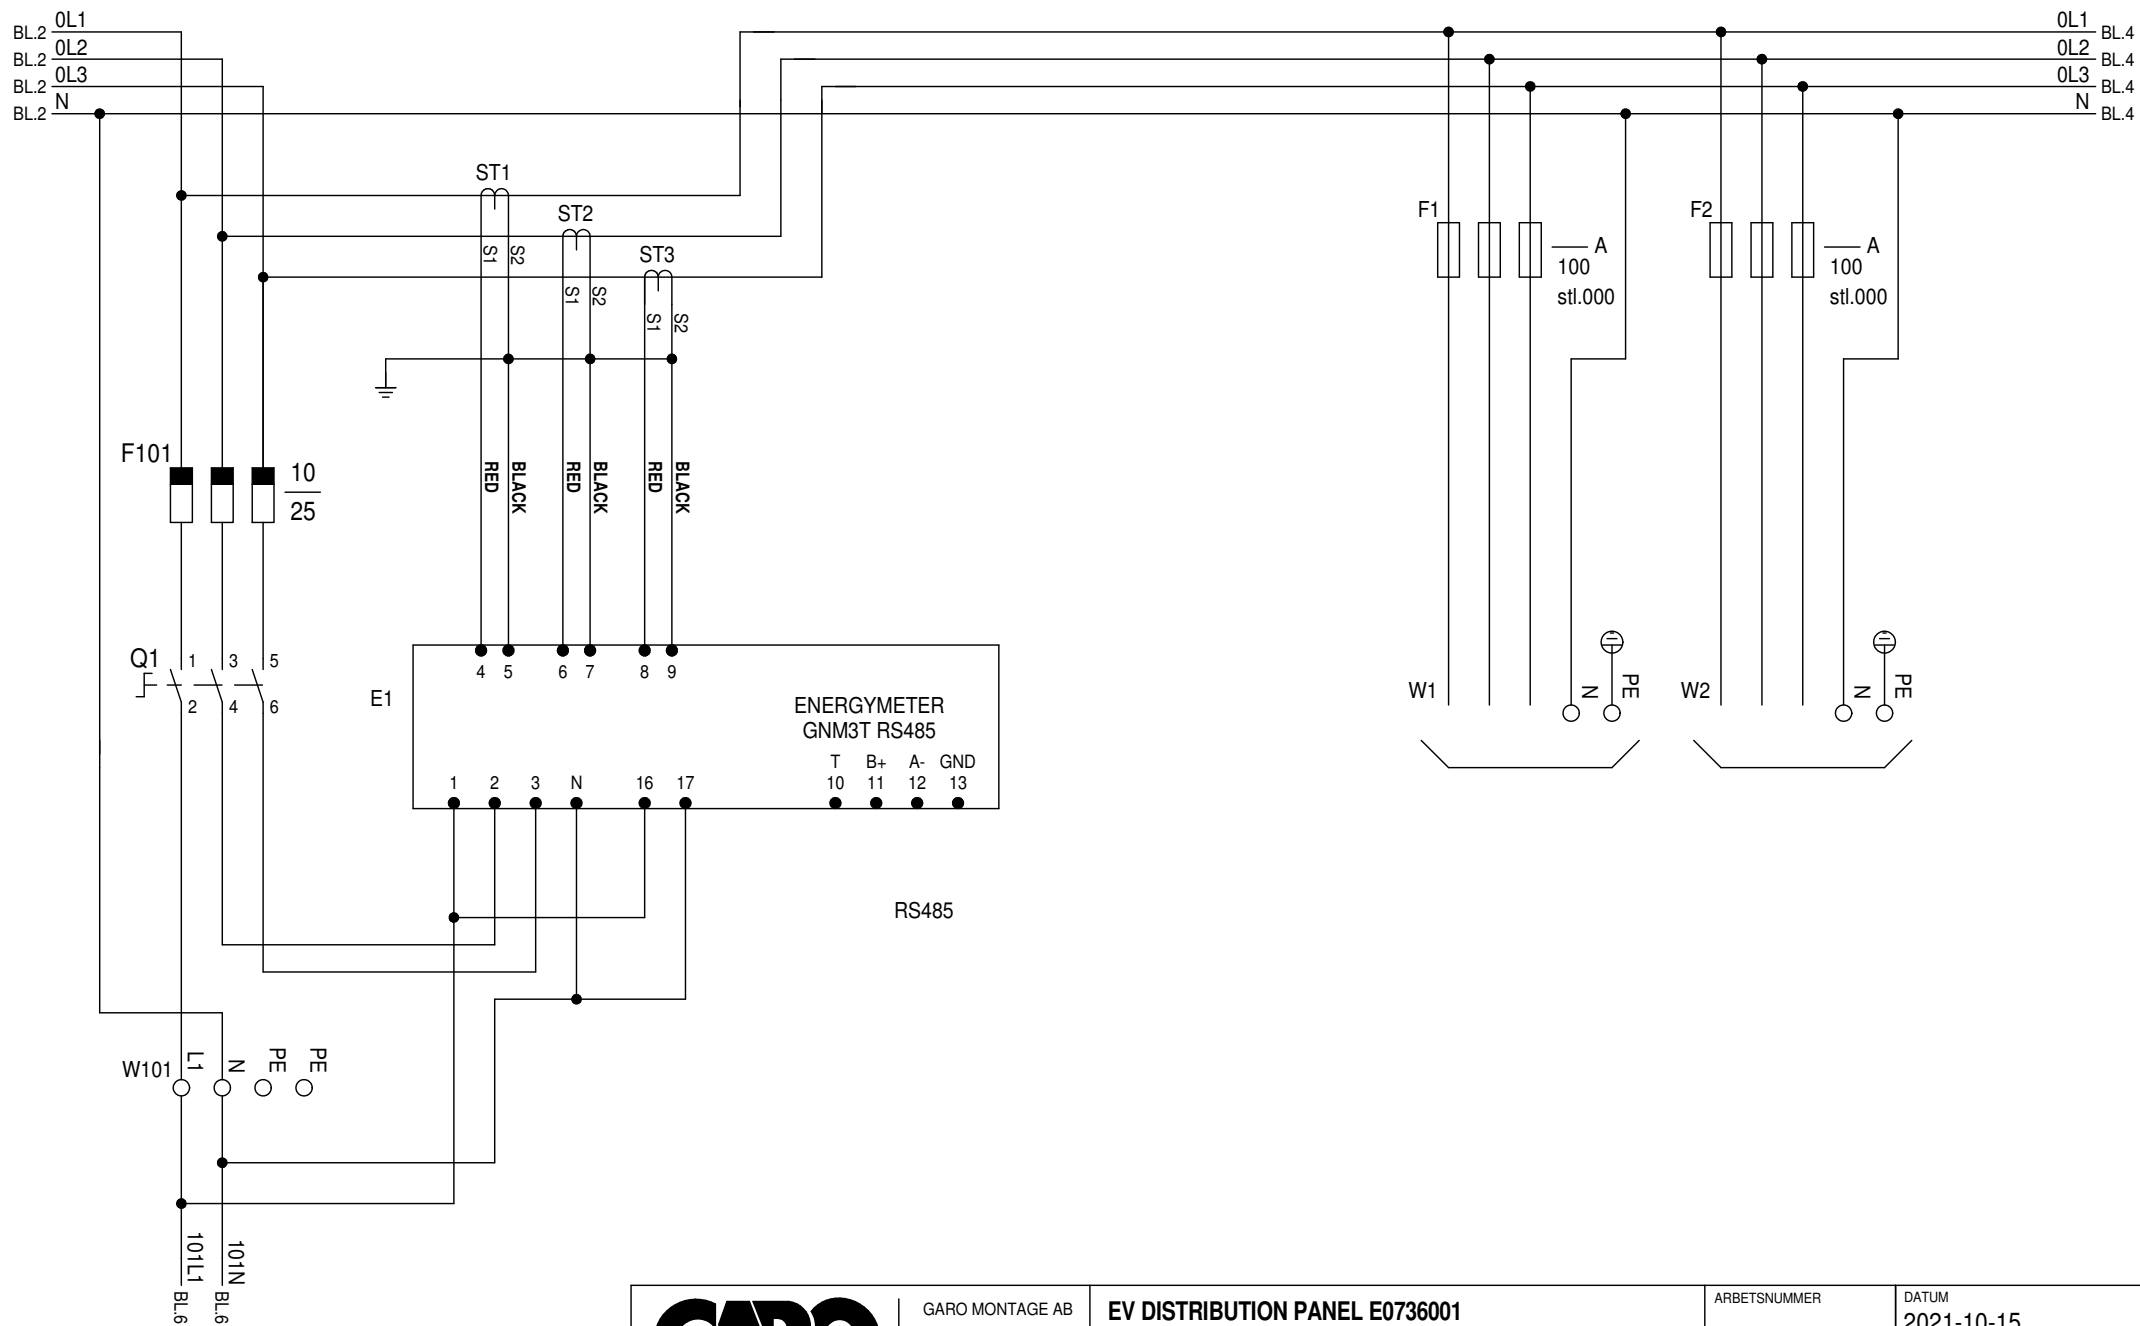 0L1
BL.2
0L2
BL.2
0L3
BL.2
N
BL.2
0L1
BL.4
0L2
BL.4
0L3
BL.4
N
BL.4
ST1
S1
S2
ST2
S1
S2
ST3
S1
S2
F1
A
100
stl.000
F2
A
100
stl.000
F101
10
25
RED
BLACK
RED
BLACK
RED
BLACK
Q1
1
3
5
2
4
6
E1
4 5 6 7 8 9
ENERGYMETER
GNM3T RS485
T B+ A- GND
10 11 12 13
1 2 3 N 16 17
W1
N
PE
W2
N
PE
RS485
W101
L1
N
PE
PE
101L1
101N
BL.6
BL.6
GARO
GARO MONTAGE AB
EV DISTRIBUTION PANEL E0736001
ARBETSNUMMER
DATUM
2021-10-15